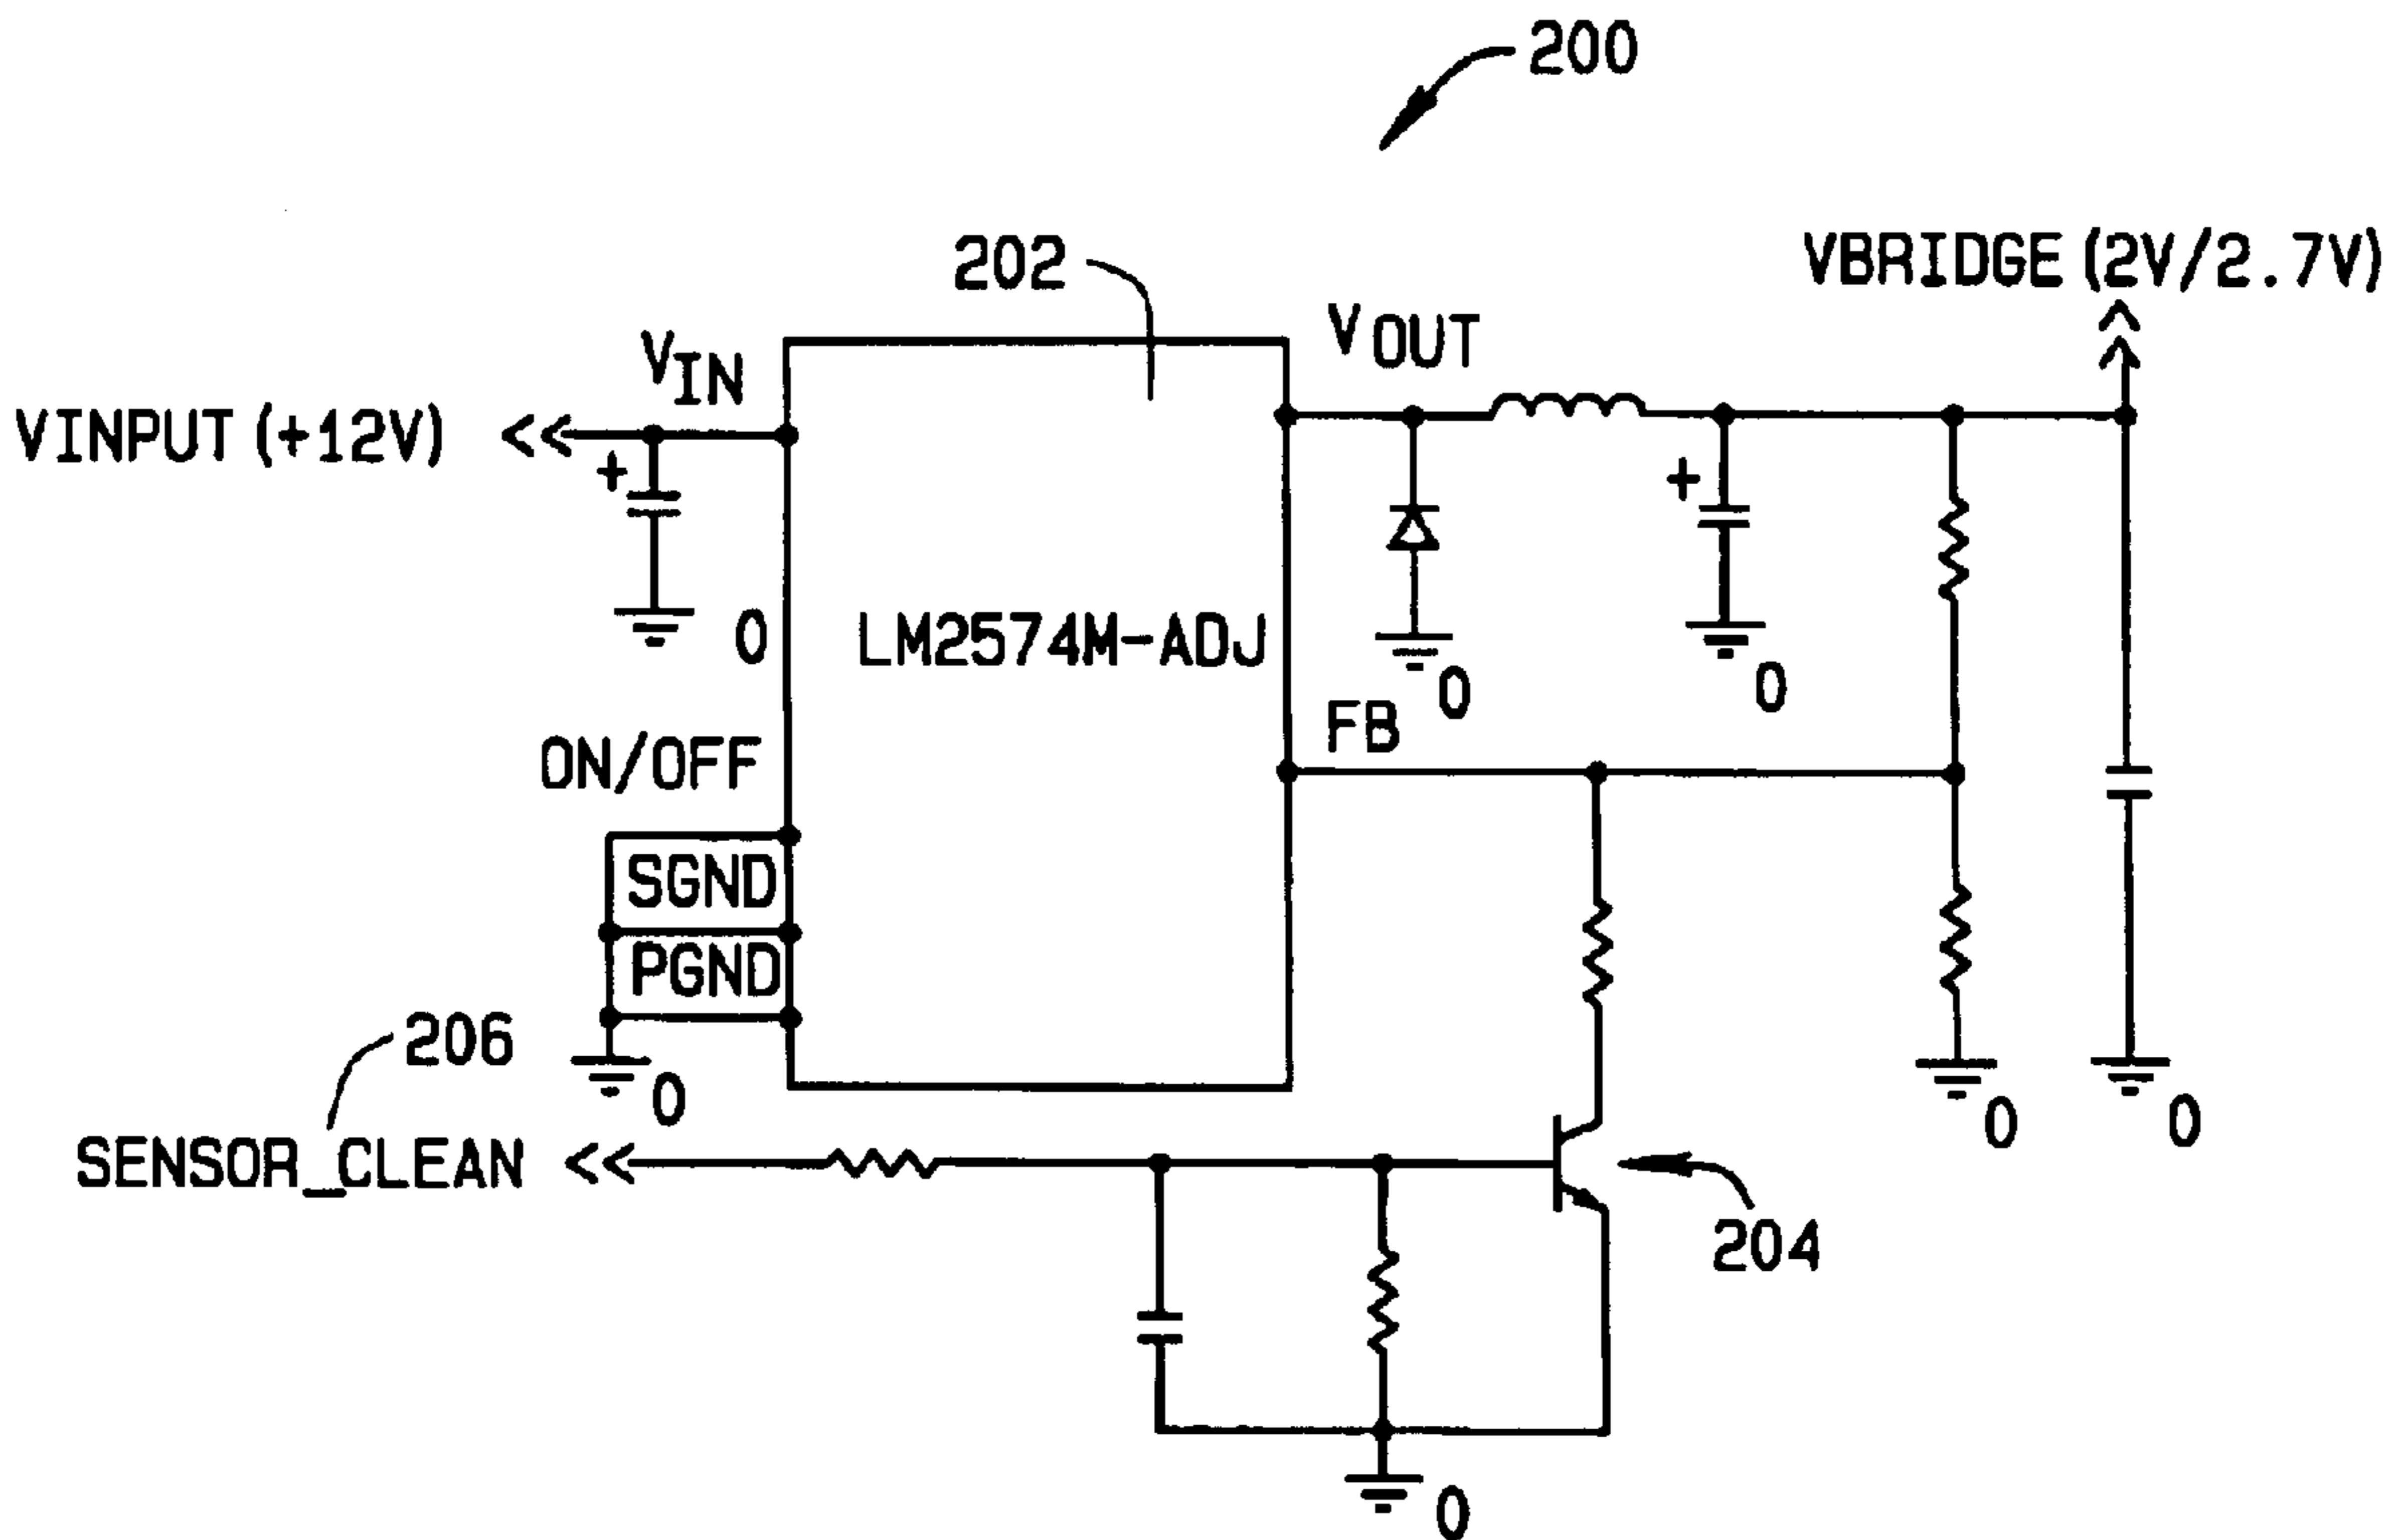 200
202
VBRIDGE (2V/2.7V)
VIN
VOUT
VINPUT (+12V)
+
+
0
LM2574M-ADJ
0
0
FB
ON/OFF
SGND
PGND
206
0
0
0
SENSOR_CLEAN
204
0